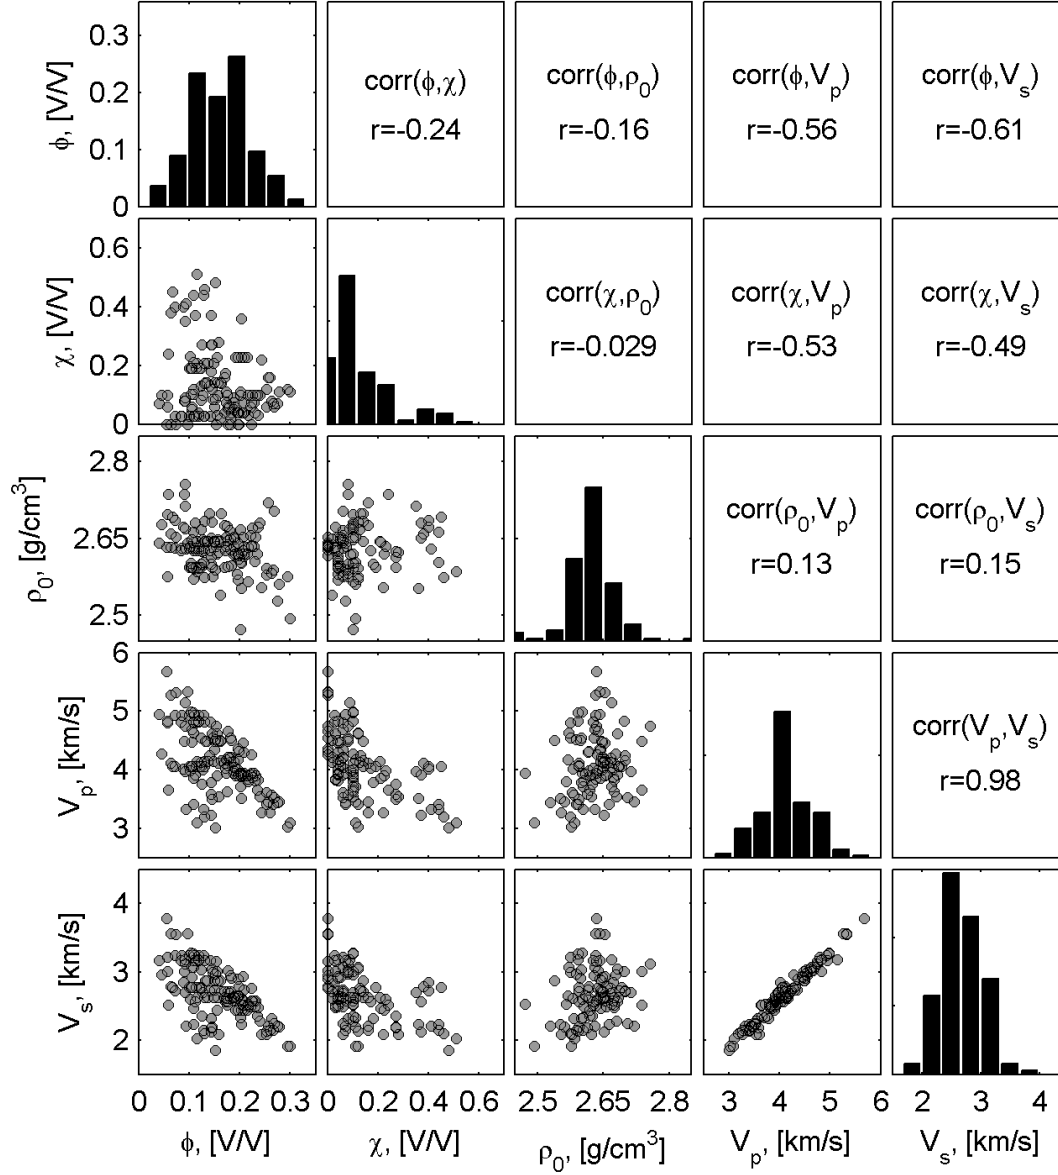 0.3
0.2
0.1
0
ϕ, [V/V]
corr(ϕ,χ)
r=-0.24
corr(ϕ,ρ₀)
r=-0.16
corr(ϕ,Vₚ)
r=-0.56
corr(ϕ,Vₛ)
r=-0.61
0.6
0.4
0.2
0
χ, [V/V]
corr(χ,ρ₀)
r=-0.029
corr(χ,Vₚ)
r=-0.53
corr(χ,Vₛ)
r=-0.49
2.8
2.65
2.5
ρ₀, [g/cm³]
corr(ρ₀,Vₚ)
r=0.13
corr(ρ₀,Vₛ)
r=0.15
6
5
4
3
Vₚ, [km/s]
corr(Vₚ,Vₛ)
r=0.98
4
3
2
Vₛ, [km/s]
0 0.1 0.2 0.3
0 0.2 0.4 0.6
2.5 2.65 2.8
3 4 5 6
2 3 4
ϕ, [V/V]
χ, [V/V]
ρ₀, [g/cm³]
Vₚ, [km/s]
Vₛ, [km/s]